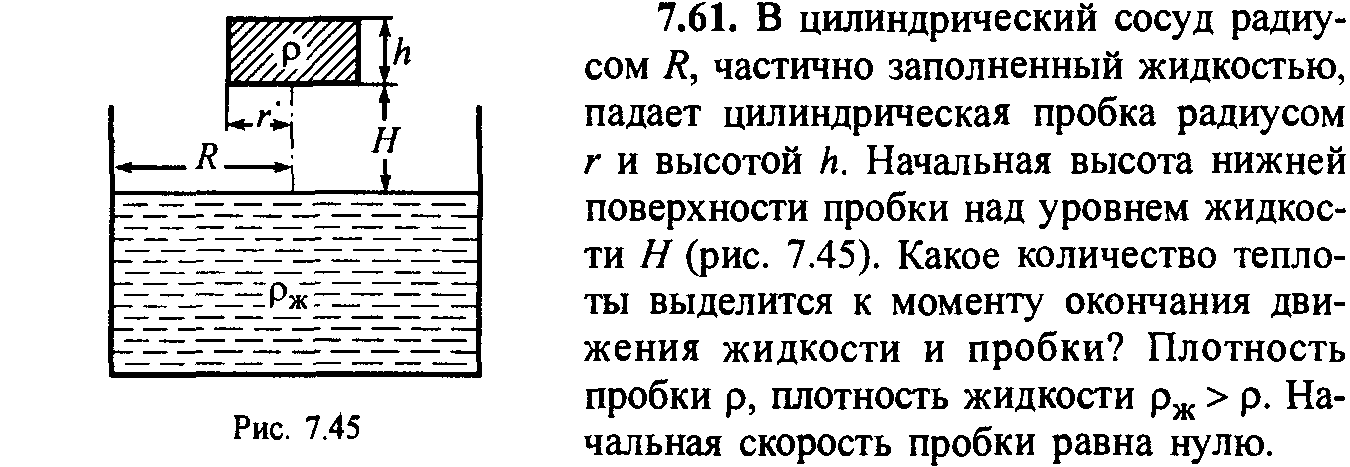 ρ
h
r
H
R
ρж
Рис. 7.45
7.61. В цилиндрический сосуд радиу-
сом R, частично заполненный жидкостью,
падает цилиндрическая пробка радиусом
r и высотой h. Начальная высота нижней
поверхности пробки над уровнем жидкос-
ти H (рис. 7.45). Какое количество тепло-
ты выделится к моменту окончания дви-
жения жидкости и пробки? Плотность
пробки ρ, плотность жидкости ρж > ρ. На-
чальная скорость пробки равна нулю.